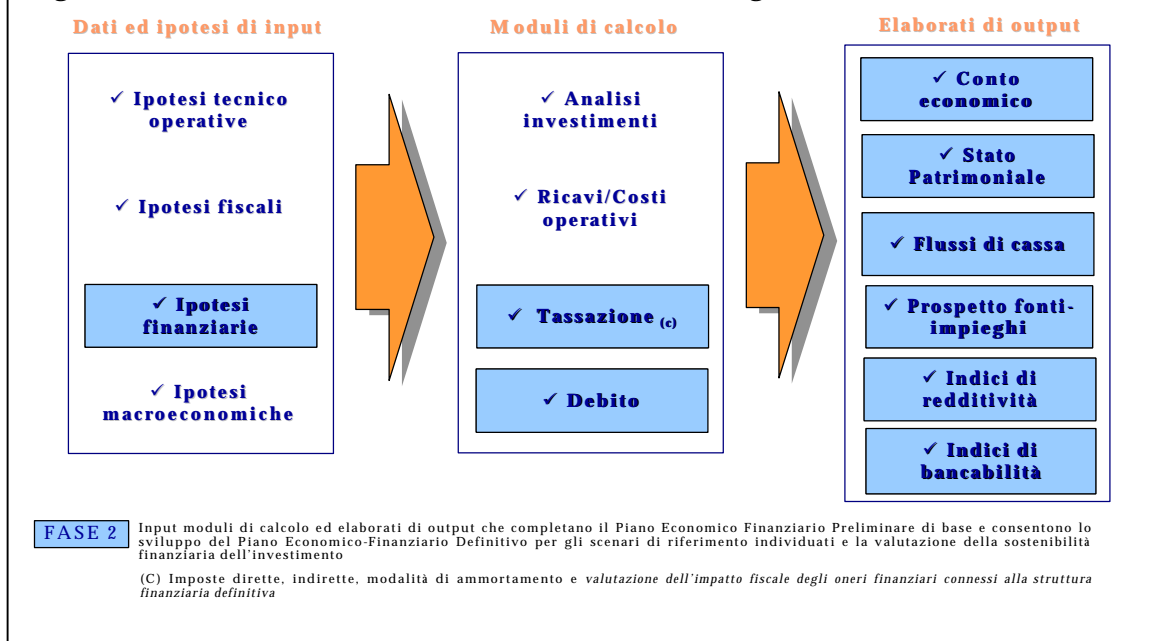 Dati ed ipotesi di input
✓ Ipotesi tecnico
operative
✓ Ipotesi fiscali
✓ Ipotesi
finanziarie
✓ Ipotesi
macroeconomiche
Moduli di calcolo
✓ Analisi
investimenti
✓ Ricavi/Costi
operativi
✓ Tassazione (c)
✓ Debito
Elaborati di output
✓ Conto
economico
✓ Stato
Patrimoniale
✓ Flussi di cassa
✓ Prospetto fonti-
impieghi
✓ Indici di
redditività
✓ Indici di
bancabilità
FASE 2
Input moduli di calcolo ed elaborati di output che completano il Piano Economico Finanziario Preliminare di base e consentono lo
sviluppo del Piano Economico-Finanziario Definitivo per gli scenari di riferimento individuati e la valutazione della sostenibilità
finanziaria dell'investimento
(C) Imposte dirette, indirette, modalità di ammortamento e valutazione dell'impatto fiscale degli oneri finanziari connessi alla struttura
finanziaria definitiva